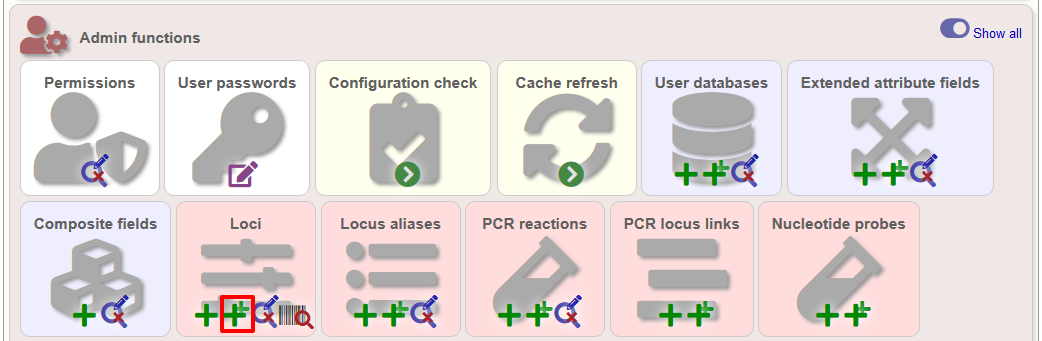 Admin functions
Show all
Permissions
User passwords
Configuration check
Cache refresh
User databases
Extended attribute fields
Composite fields
Loci
Locus aliases
PCR reactions
PCR locus links
Nucleotide probes